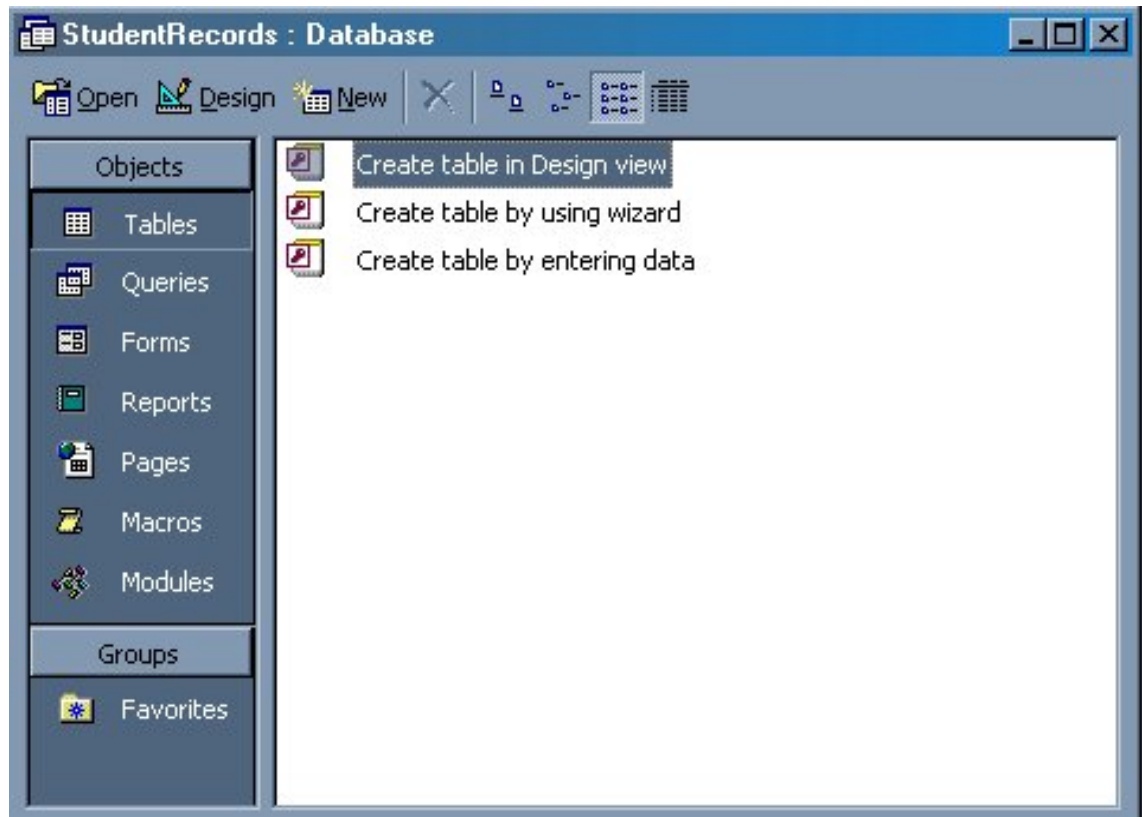 StudentRecords : Database
Open Design New
Objects
Tables
Queries
Forms
Reports
Pages
Macros
Modules
Groups
Favorites
Create table in Design view
Create table by using wizard
Create table by entering data